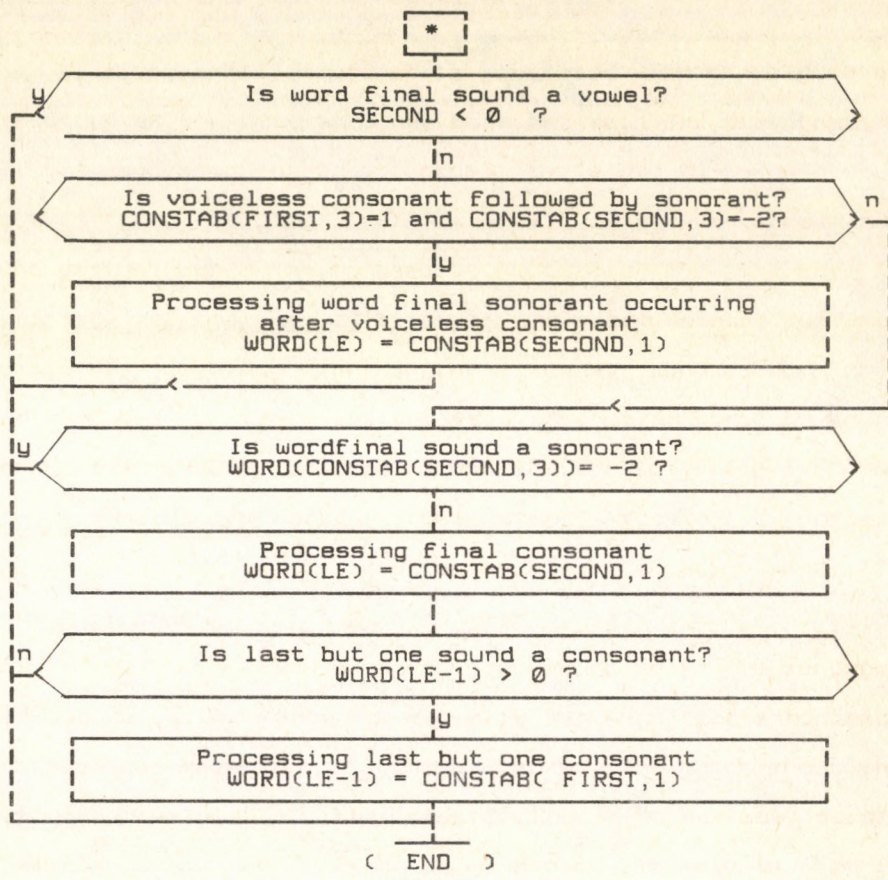 *
y
Is word final sound a vowel?
SECOND < 0 ?
n
Is voiceless consonant followed by sonorant?
CONSTAB(FIRST,3)=1 and CONSTAB(SECOND,3)=-2?
n
y
Processing word final sonorant occurring
after voiceless consonant
WORD(LE) = CONSTAB(SECOND,1)
y
Is wordfinal sound a sonorant?
WORD(CONSTAB(SECOND,3))= -2 ?
n
Processing final consonant
WORD(LE) = CONSTAB(SECOND,1)
n
Is last but one sound a consonant?
WORD(LE-1) > 0 ?
y
Processing last but one consonant
WORD(LE-1) = CONSTAB( FIRST,1)
( END )